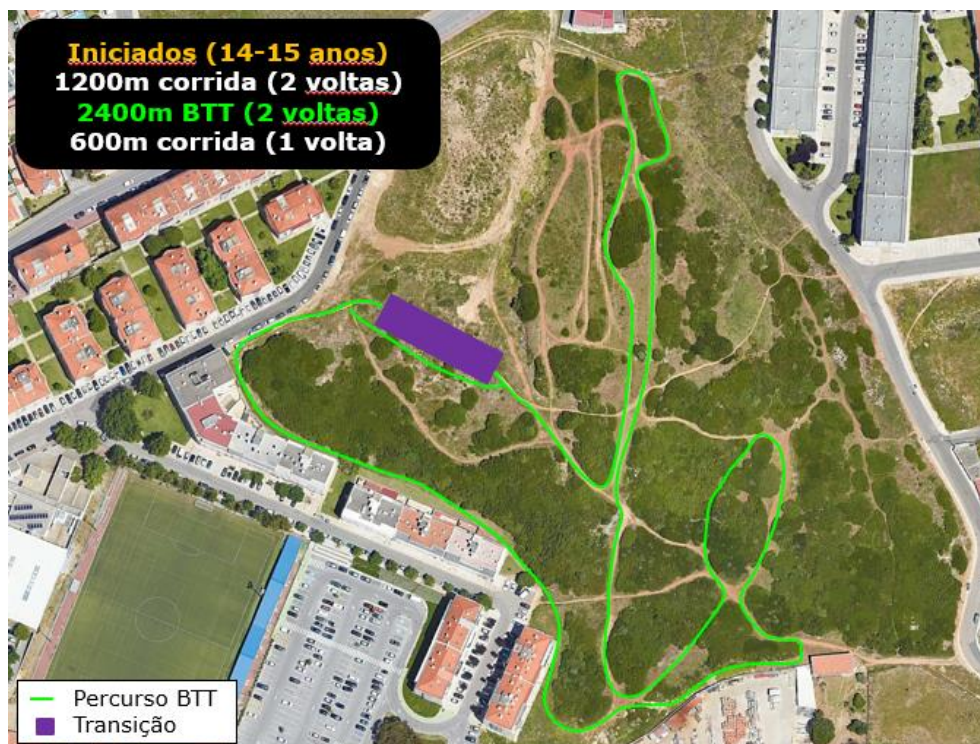 Iniciados (14-15 anos)
1200m corrida (2 voltas)
2400m BTT (2 voltas)
600m corrida (1 volta)
Percurso BTT
Transição